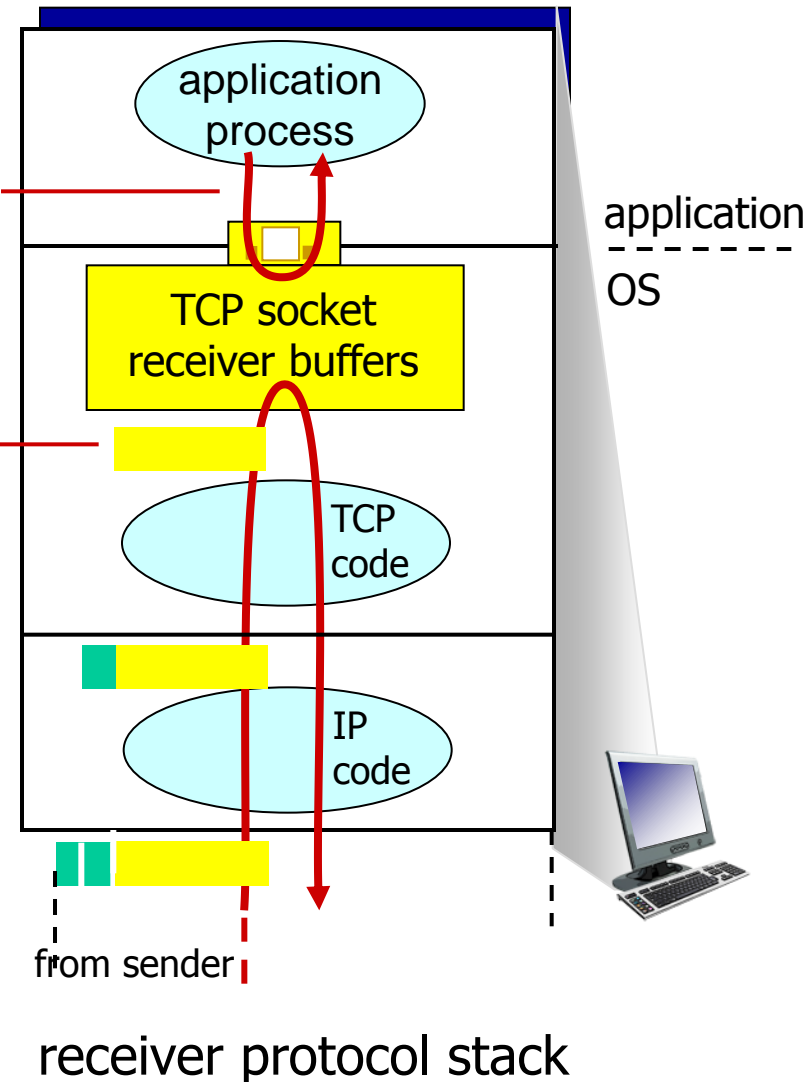 application
process
application
OS
TCP socket
receiver buffers
TCP
code
IP
code
from sender
receiver protocol stack